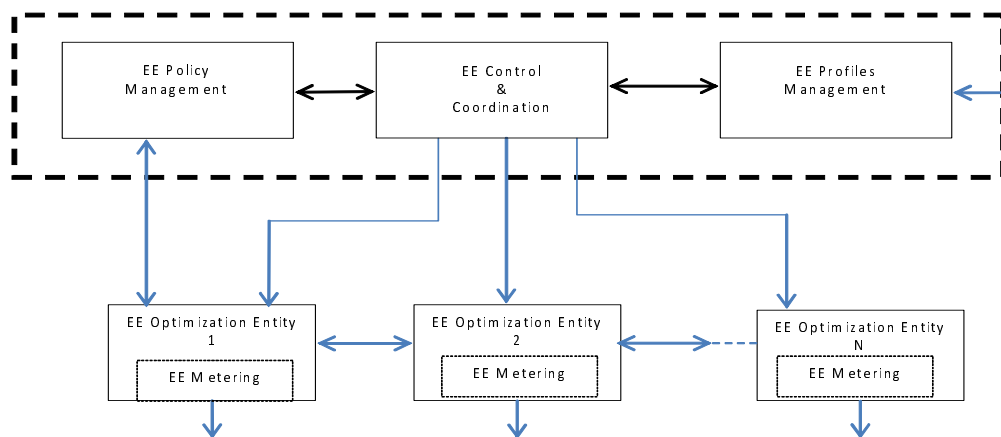 EE Policy
Management
EE Control
&
Coordination
EE Profiles
Management
EE Optimization Entity
1
EE Metering
EE Optimization Entity
2
EE Metering
EE Optimization Entity
N
EE Metering